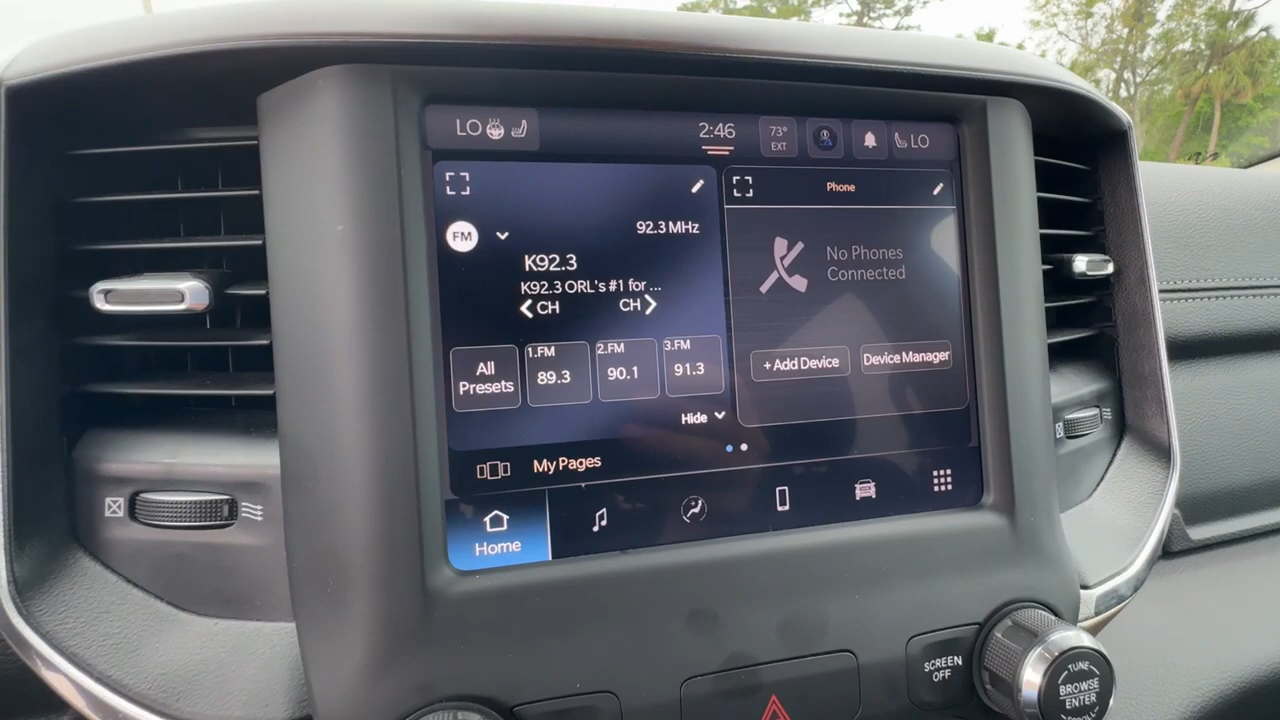 LO
2:46
73°
EXT
LO
FM
92.3 MHz
K92.3
K92.3 ORL's #1 for ...
CH
CH
All
Presets
1.FM
89.3
2.FM
90.1
3.FM
91.3
Hide
Phone
No Phones
Connected
+ Add Device
Device Manager
My Pages
Home
SCREEN
OFF
TUNE
BROWSE
ENTER
SCROLL